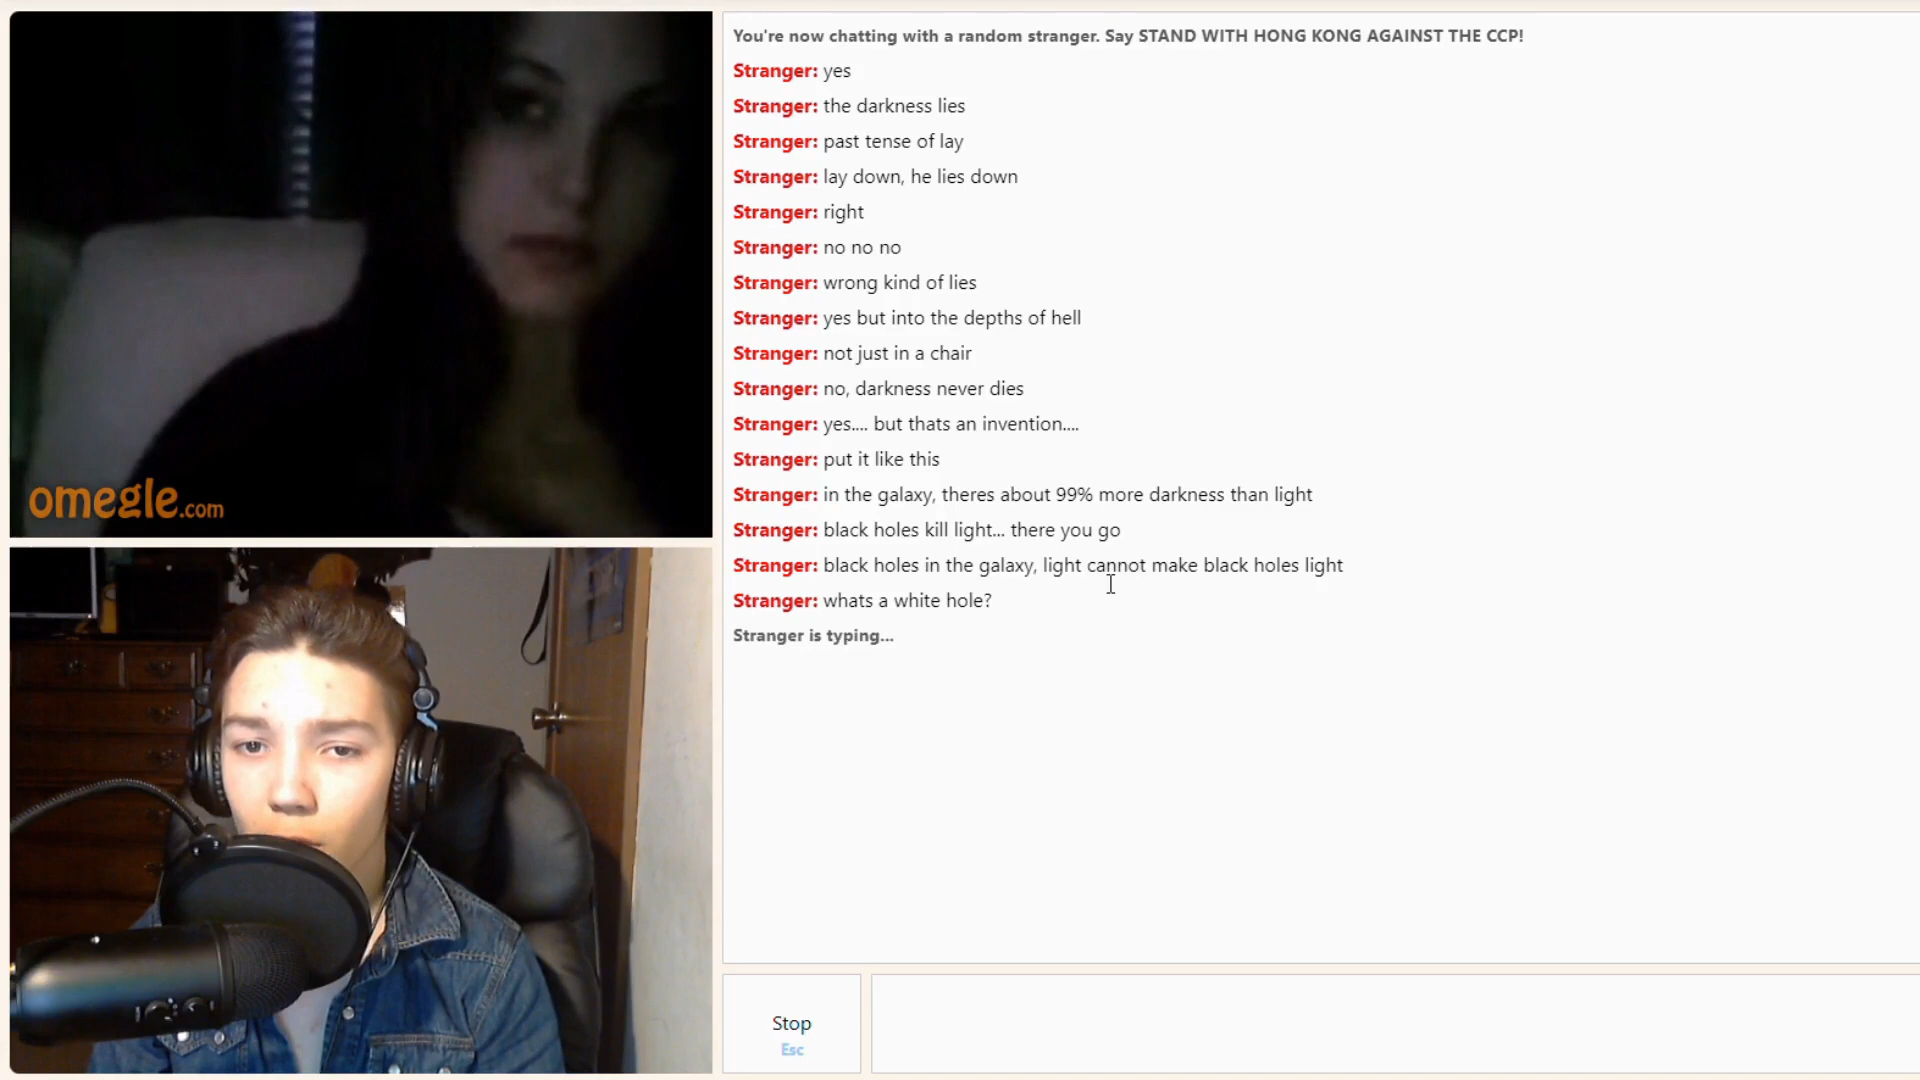 You're now chatting with a random stranger. Say STAND WITH HONG KONG AGAINST THE CCP!
Stranger: yes
Stranger: the darkness lies
Stranger: past tense of lay
Stranger: lay down, he lies down
Stranger: right
Stranger: no no no
Stranger: wrong kind of lies
Stranger: yes but into the depths of hell
Stranger: not just in a chair
Stranger: no, darkness never dies
Stranger: yes.... but thats an invention....
Stranger: put it like this
Stranger: in the galaxy, theres about 99% more darkness than light
Stranger: black holes kill light... there you go
Stranger: black holes in the galaxy, light cannot make black holes light
Stranger: whats a white hole?
Stranger is typing...
omegle.com
Stop
Esc